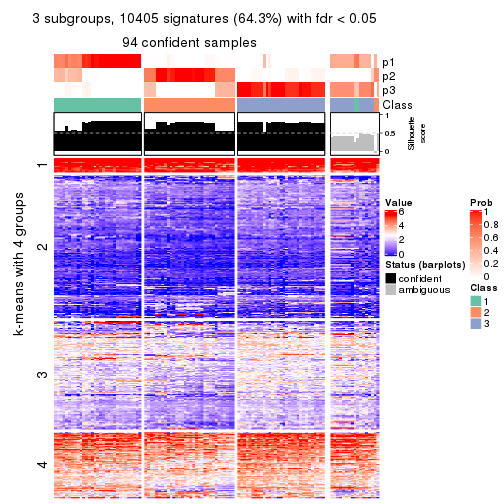 3 subgroups, 10405 signatures (64.3%) with fdr < 0.05
94 confident samples
p1
p2
p3
Class
1
0.5
0
Silhouette
score
k-means with 4 groups
1
2
3
4
Value
6
4
2
0
Status (barplots)
confident
ambiguous
Prob
1
0.8
0.6
0.4
0.2
0
Class
1
2
3